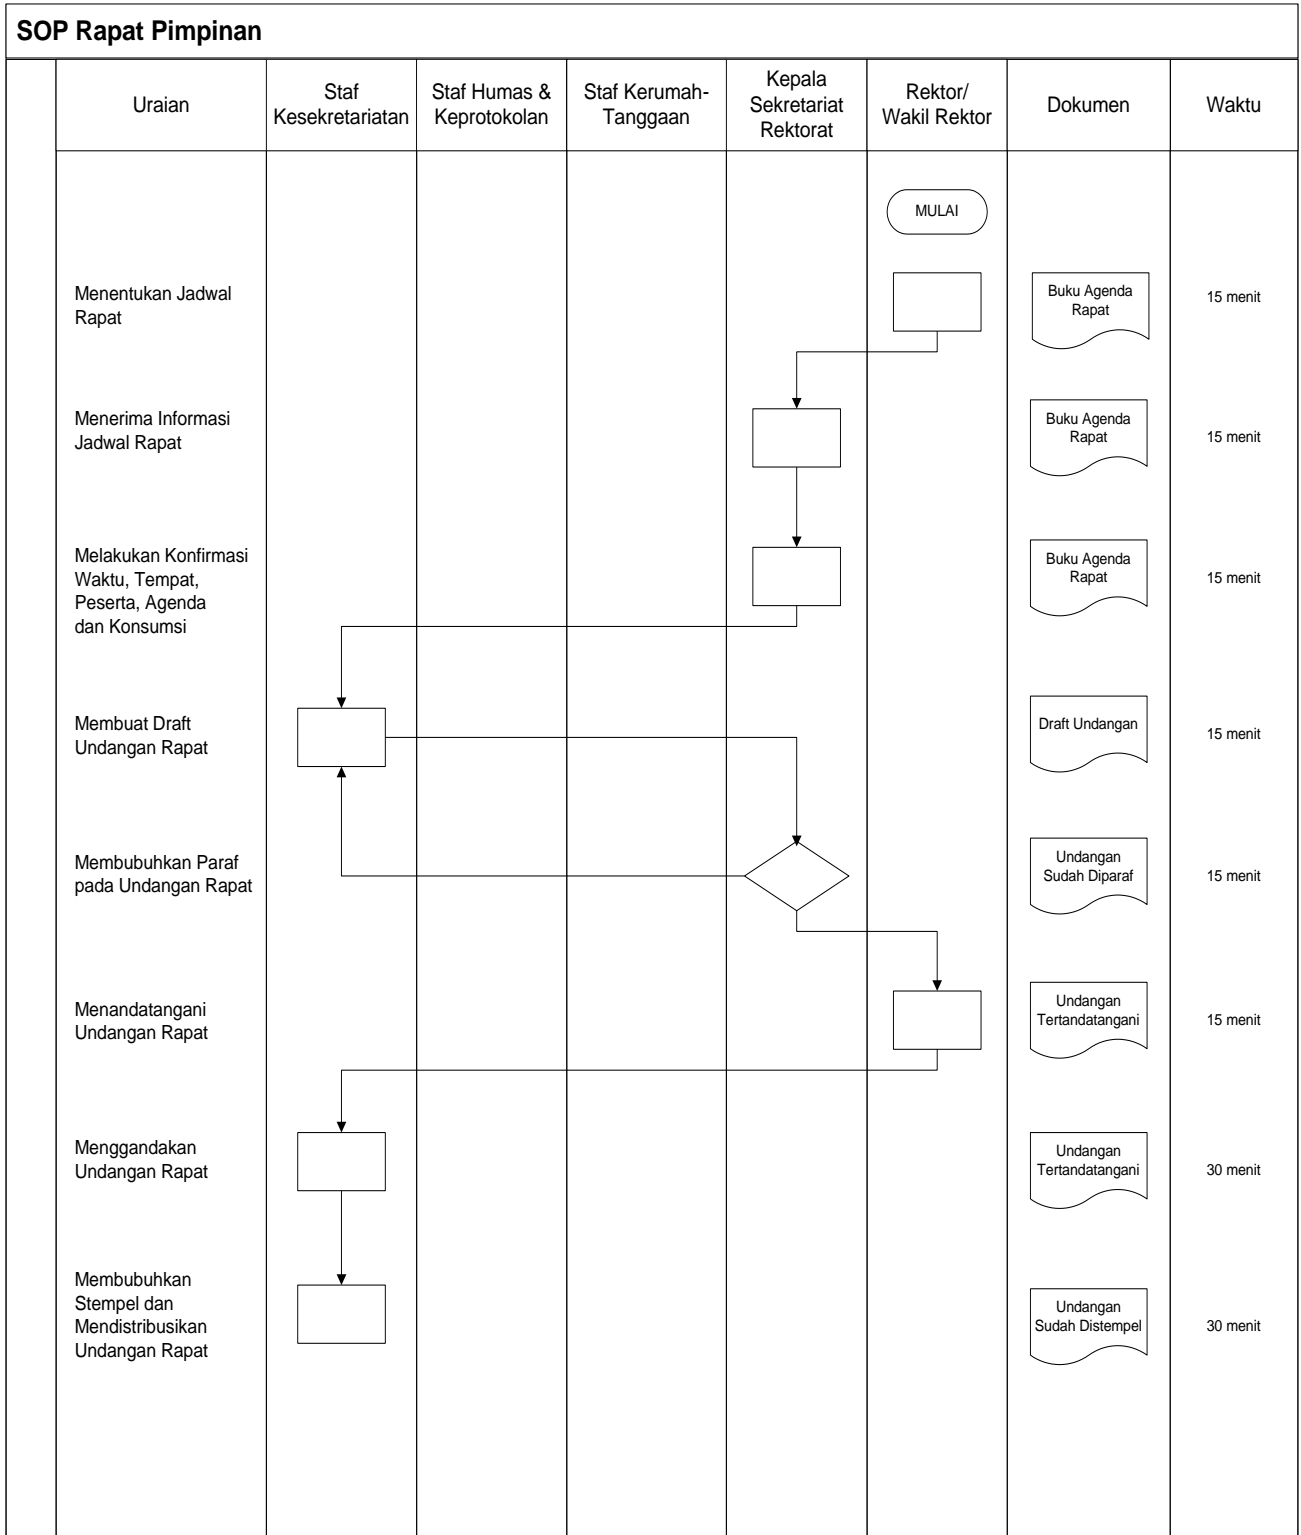 SOP Rapat Pimpinan
Uraian
Staf
Kesekretariatan
Staf Humas &
Keprotokolan
Staf Kerumah-
Tanggaan
Kepala
Sekretariat
Rektorat
Rektor/
Wakil Rektor
Dokumen
Waktu
MULAI
Menentukan Jadwal
Rapat
Buku Agenda
Rapat
15 menit
Menerima Informasi
Jadwal Rapat
Buku Agenda
Rapat
15 menit
Melakukan Konfirmasi
Waktu, Tempat,
Peserta, Agenda
dan Konsumsi
Buku Agenda
Rapat
15 menit
Membuat Draft
Undangan Rapat
Draft Undangan
15 menit
Membubuhkan Paraf
pada Undangan Rapat
Undangan
Sudah Diparaf
15 menit
Menandatangani
Undangan Rapat
Undangan
Tertandatangani
15 menit
Menggandakan
Undangan Rapat
Undangan
Tertandatangani
30 menit
Membubuhkan
Stempel dan
Mendistribusikan
Undangan Rapat
Undangan
Sudah Distempel
30 menit